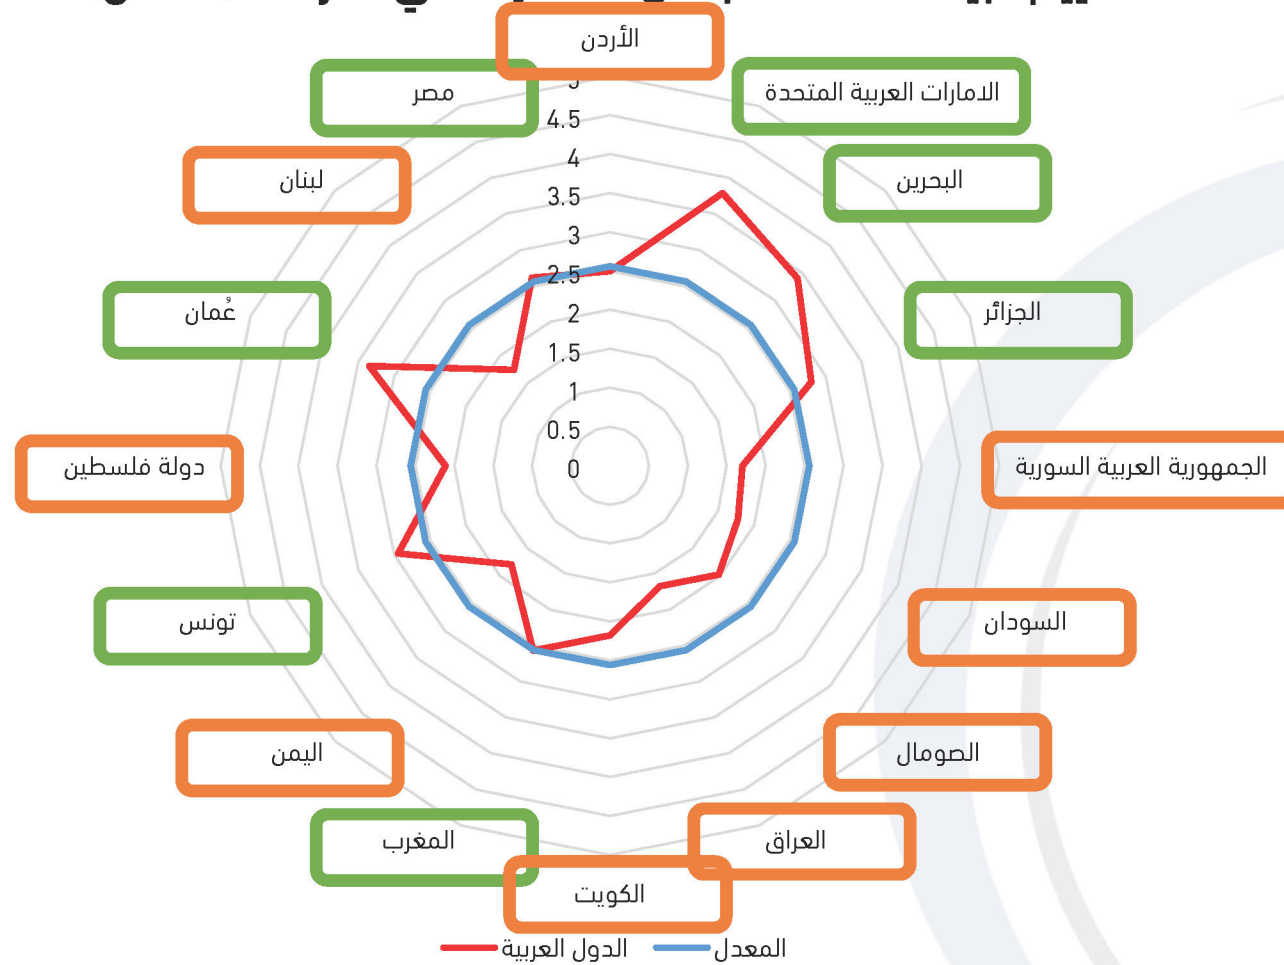 الأردن
مصر
الامارات العربية المتحدة
5
4.5
لبنان
البحرين
4
3.5
3
عُمان
الجزائر
2.5
2
1.5
1
0.5
دولة فلسطين
0
الجمهورية العربية السورية
تونس
السودان
اليمن
الصومال
المغرب
العراق
الكويت
الدول العربية
المعدل